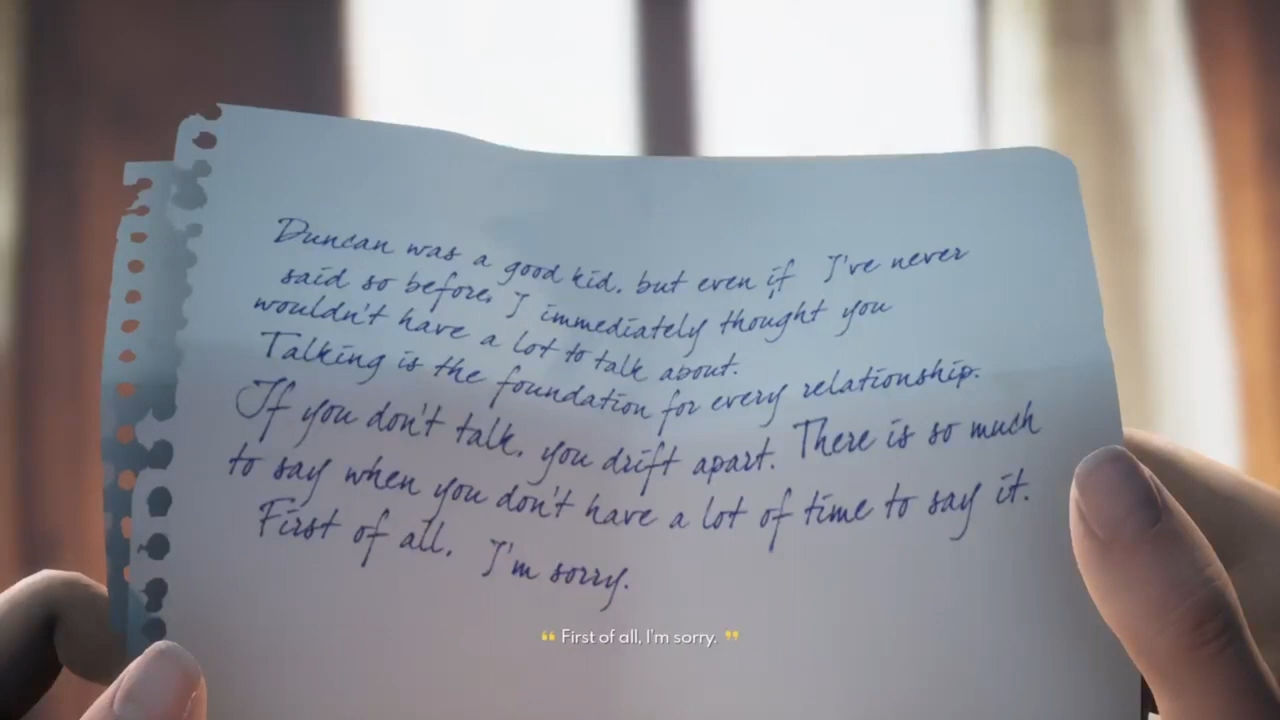 Duncan was a good kid, but even if I've never
said so before, I immediately thought you
wouldn't have a lot to talk about.
Talking is the foundation for every relationship.
If you don't talk, you drift apart. There is so much
to say when you don't have a lot of time to say it.
First of all, I'm sorry.
“ First of all, I'm sorry. ”